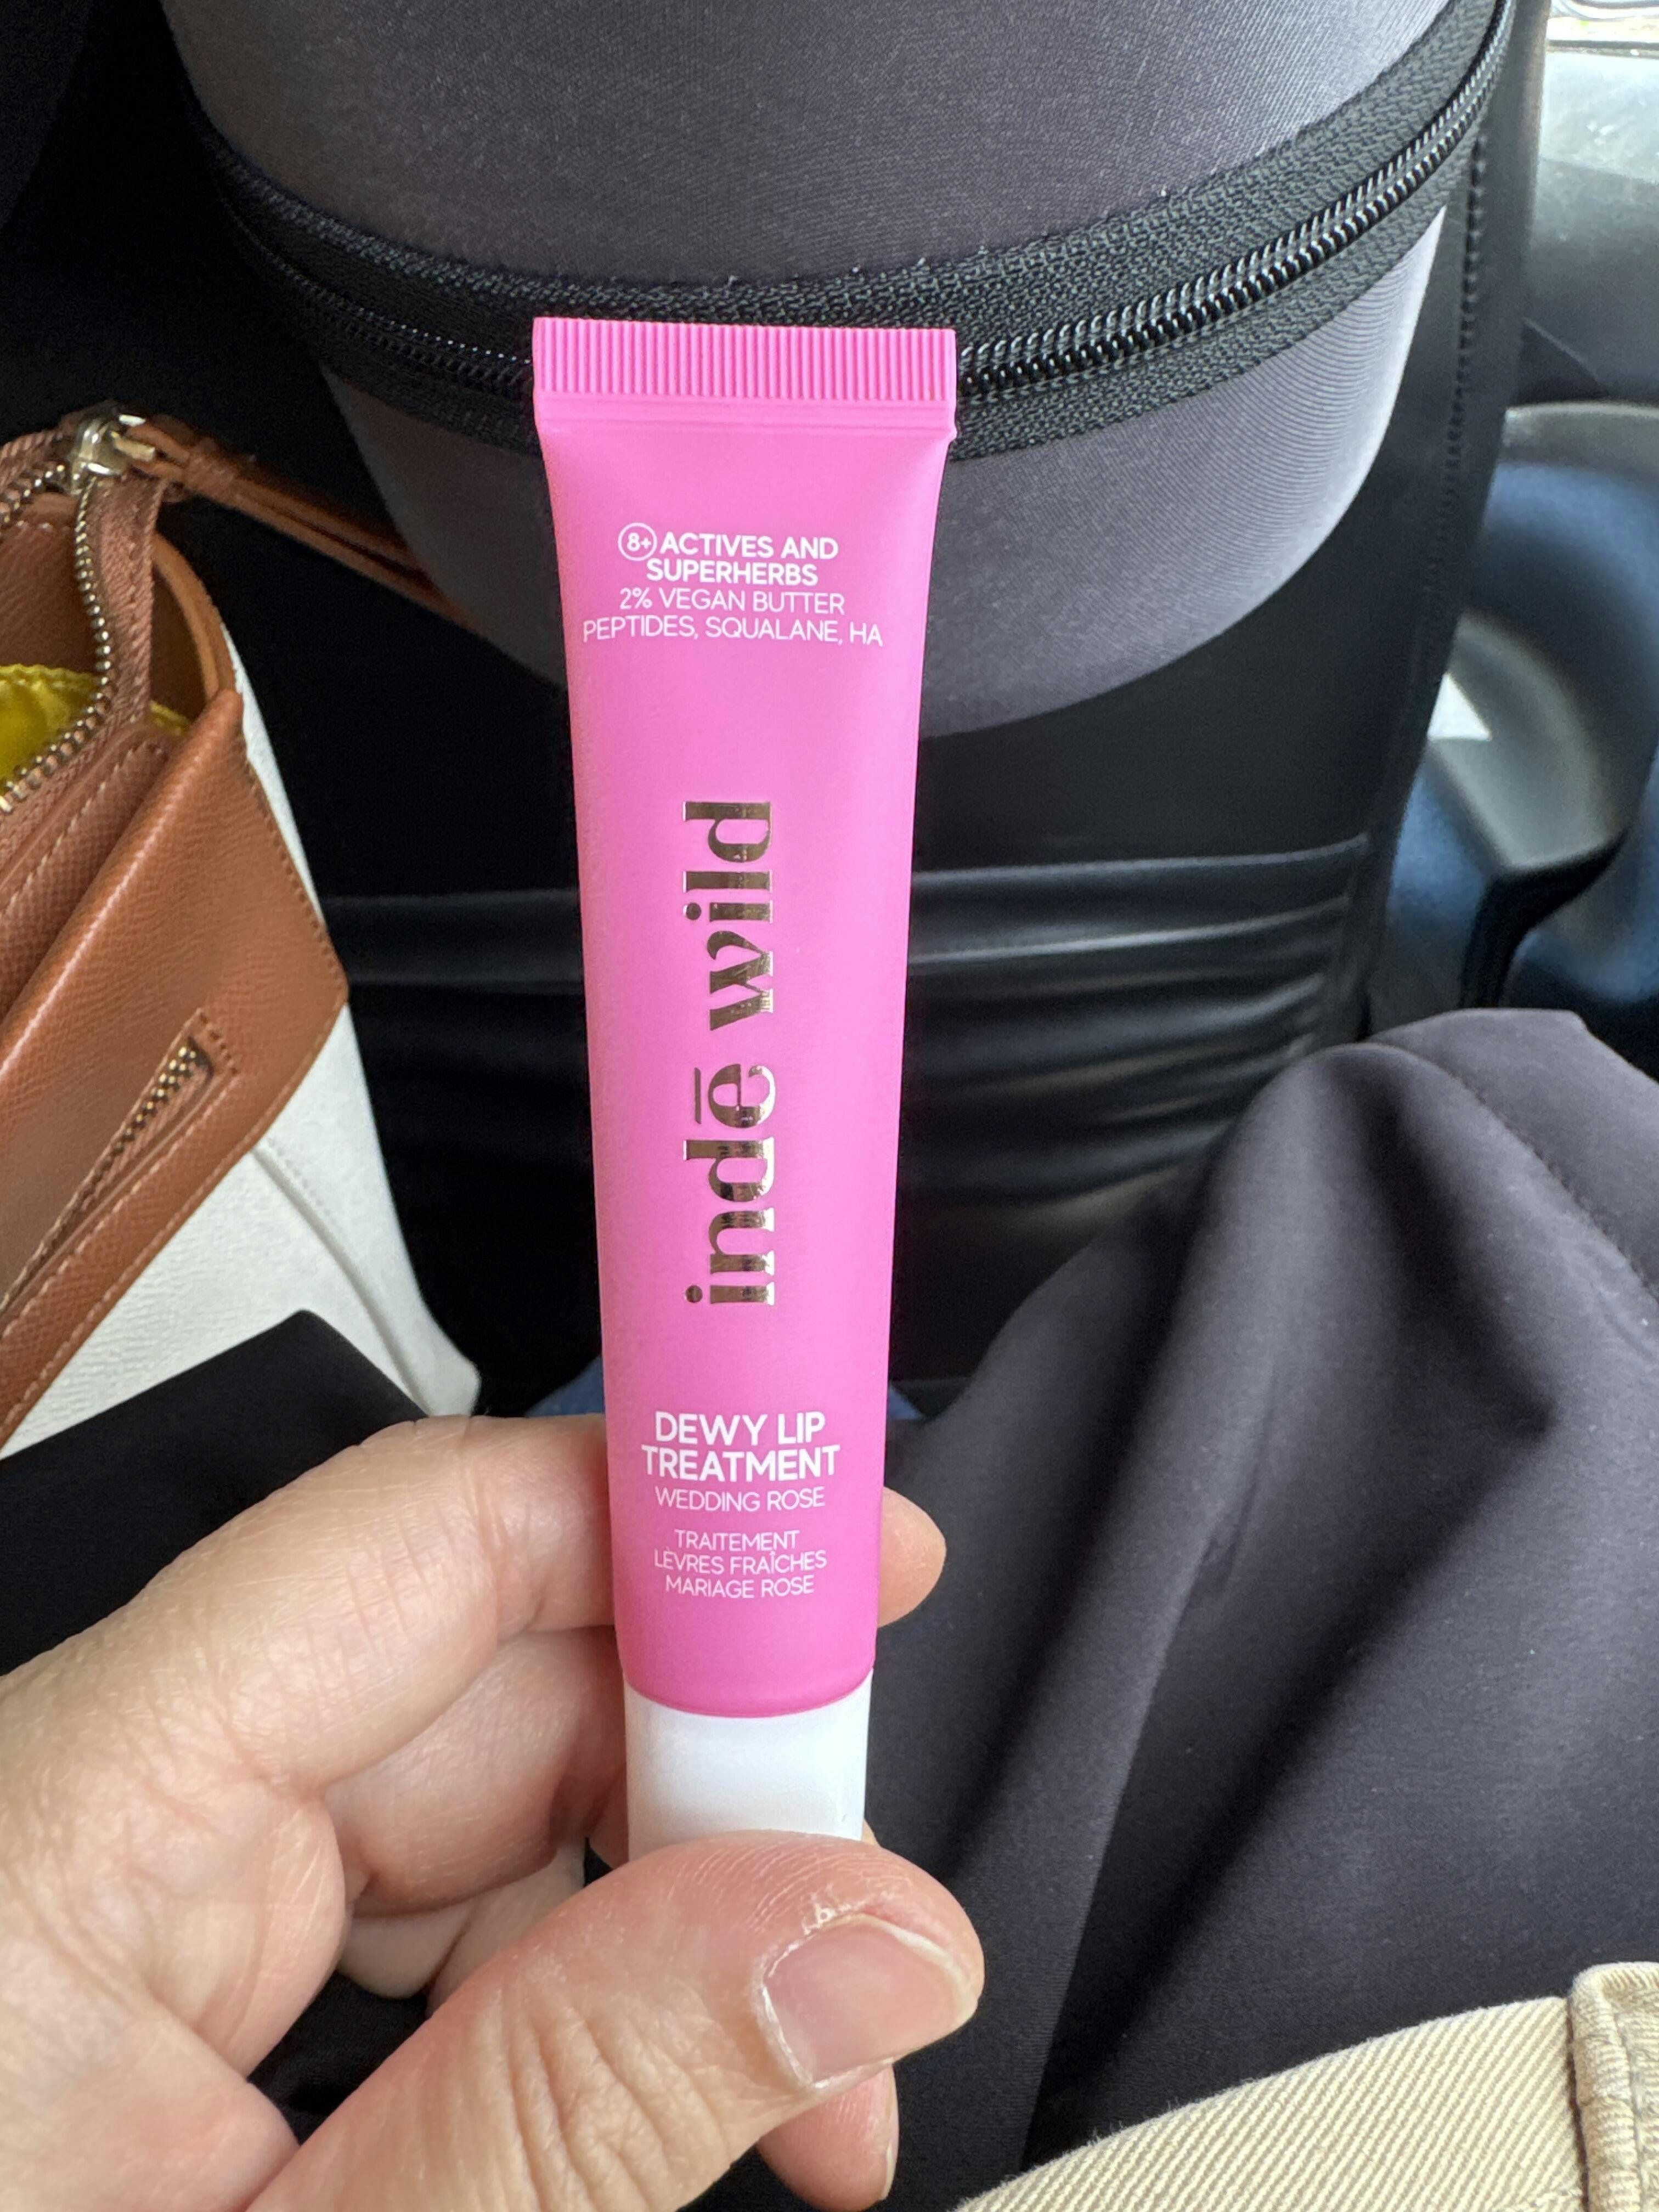 8+ ACTIVES AND
SUPERHERBS
2% VEGAN BUTTER
PEPTIDES, SQUALANE, HA
indē wild
DEWY LIP
TREATMENT
WEDDING ROSE
TRAITEMENT
LÈVRES FRAÎCHES
MARIAGE ROSE